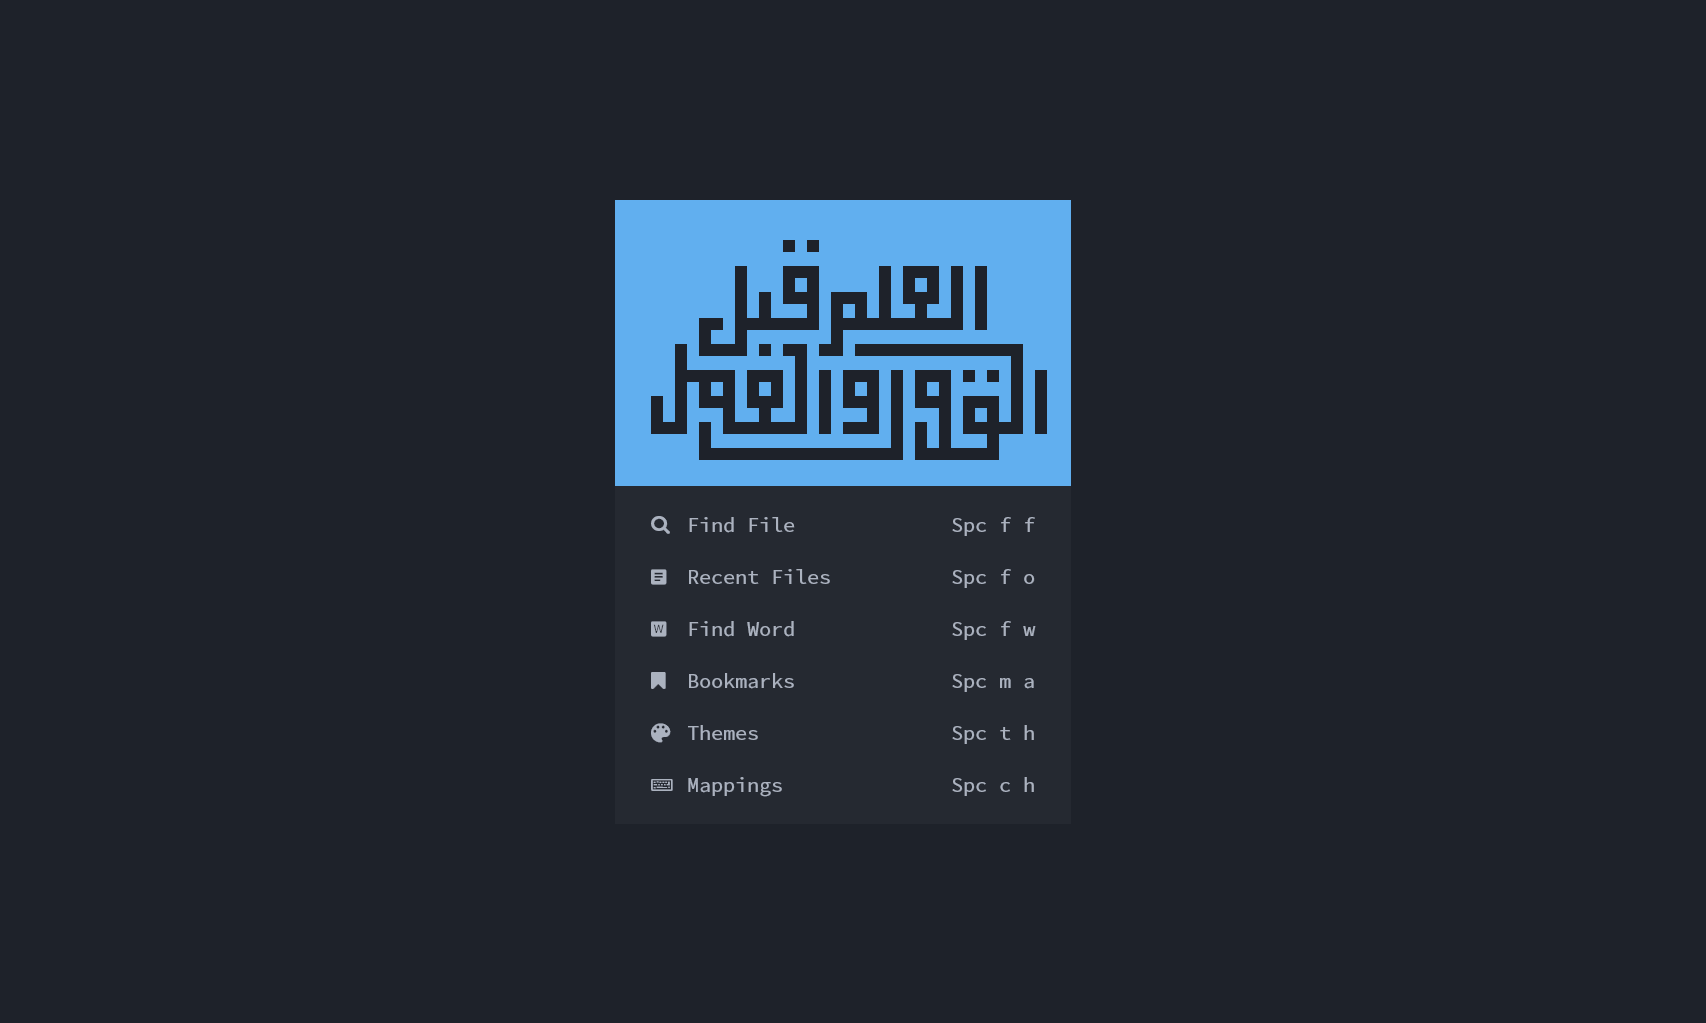 العلم قبل
القول والعمل
Find File Spc f f
Recent Files Spc f o
Find Word Spc f w
Bookmarks Spc m a
Themes Spc t h
Mappings Spc c h